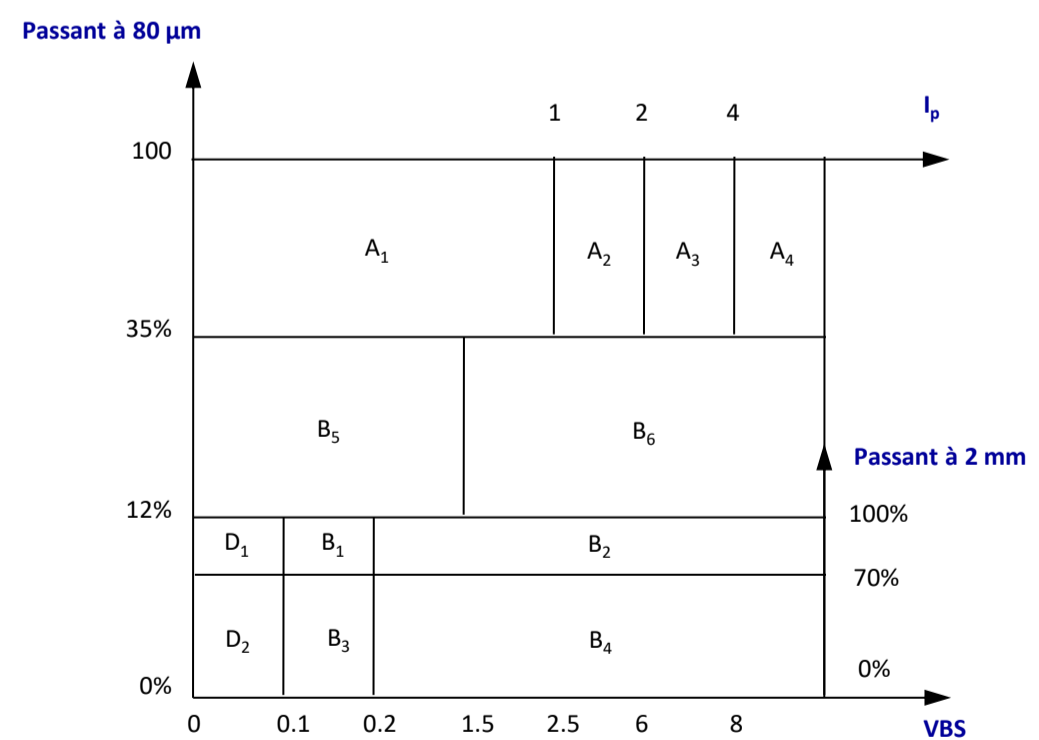 Passant à 80 µm
1 2 4 Ip
100
A1 A2 A3 A4
35%
B5 B6
Passant à 2 mm
12% 100%
D1 B1 B2
70%
D2 B3 B4
0% 0%
0 0.1 0.2 1.5 2.5 6 8 VBS